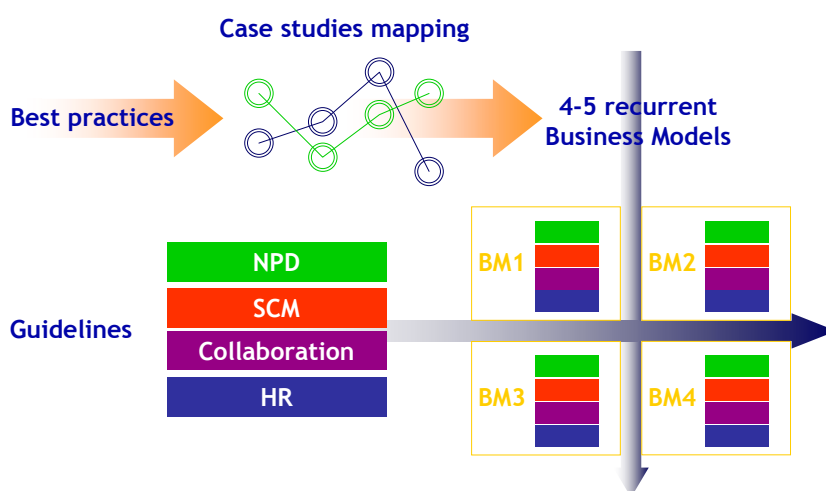 Case studies mapping
Best practices
4-5 recurrent
Business Models
Guidelines
NPD
SCM
Collaboration
HR
BM1
BM2
BM3
BM4